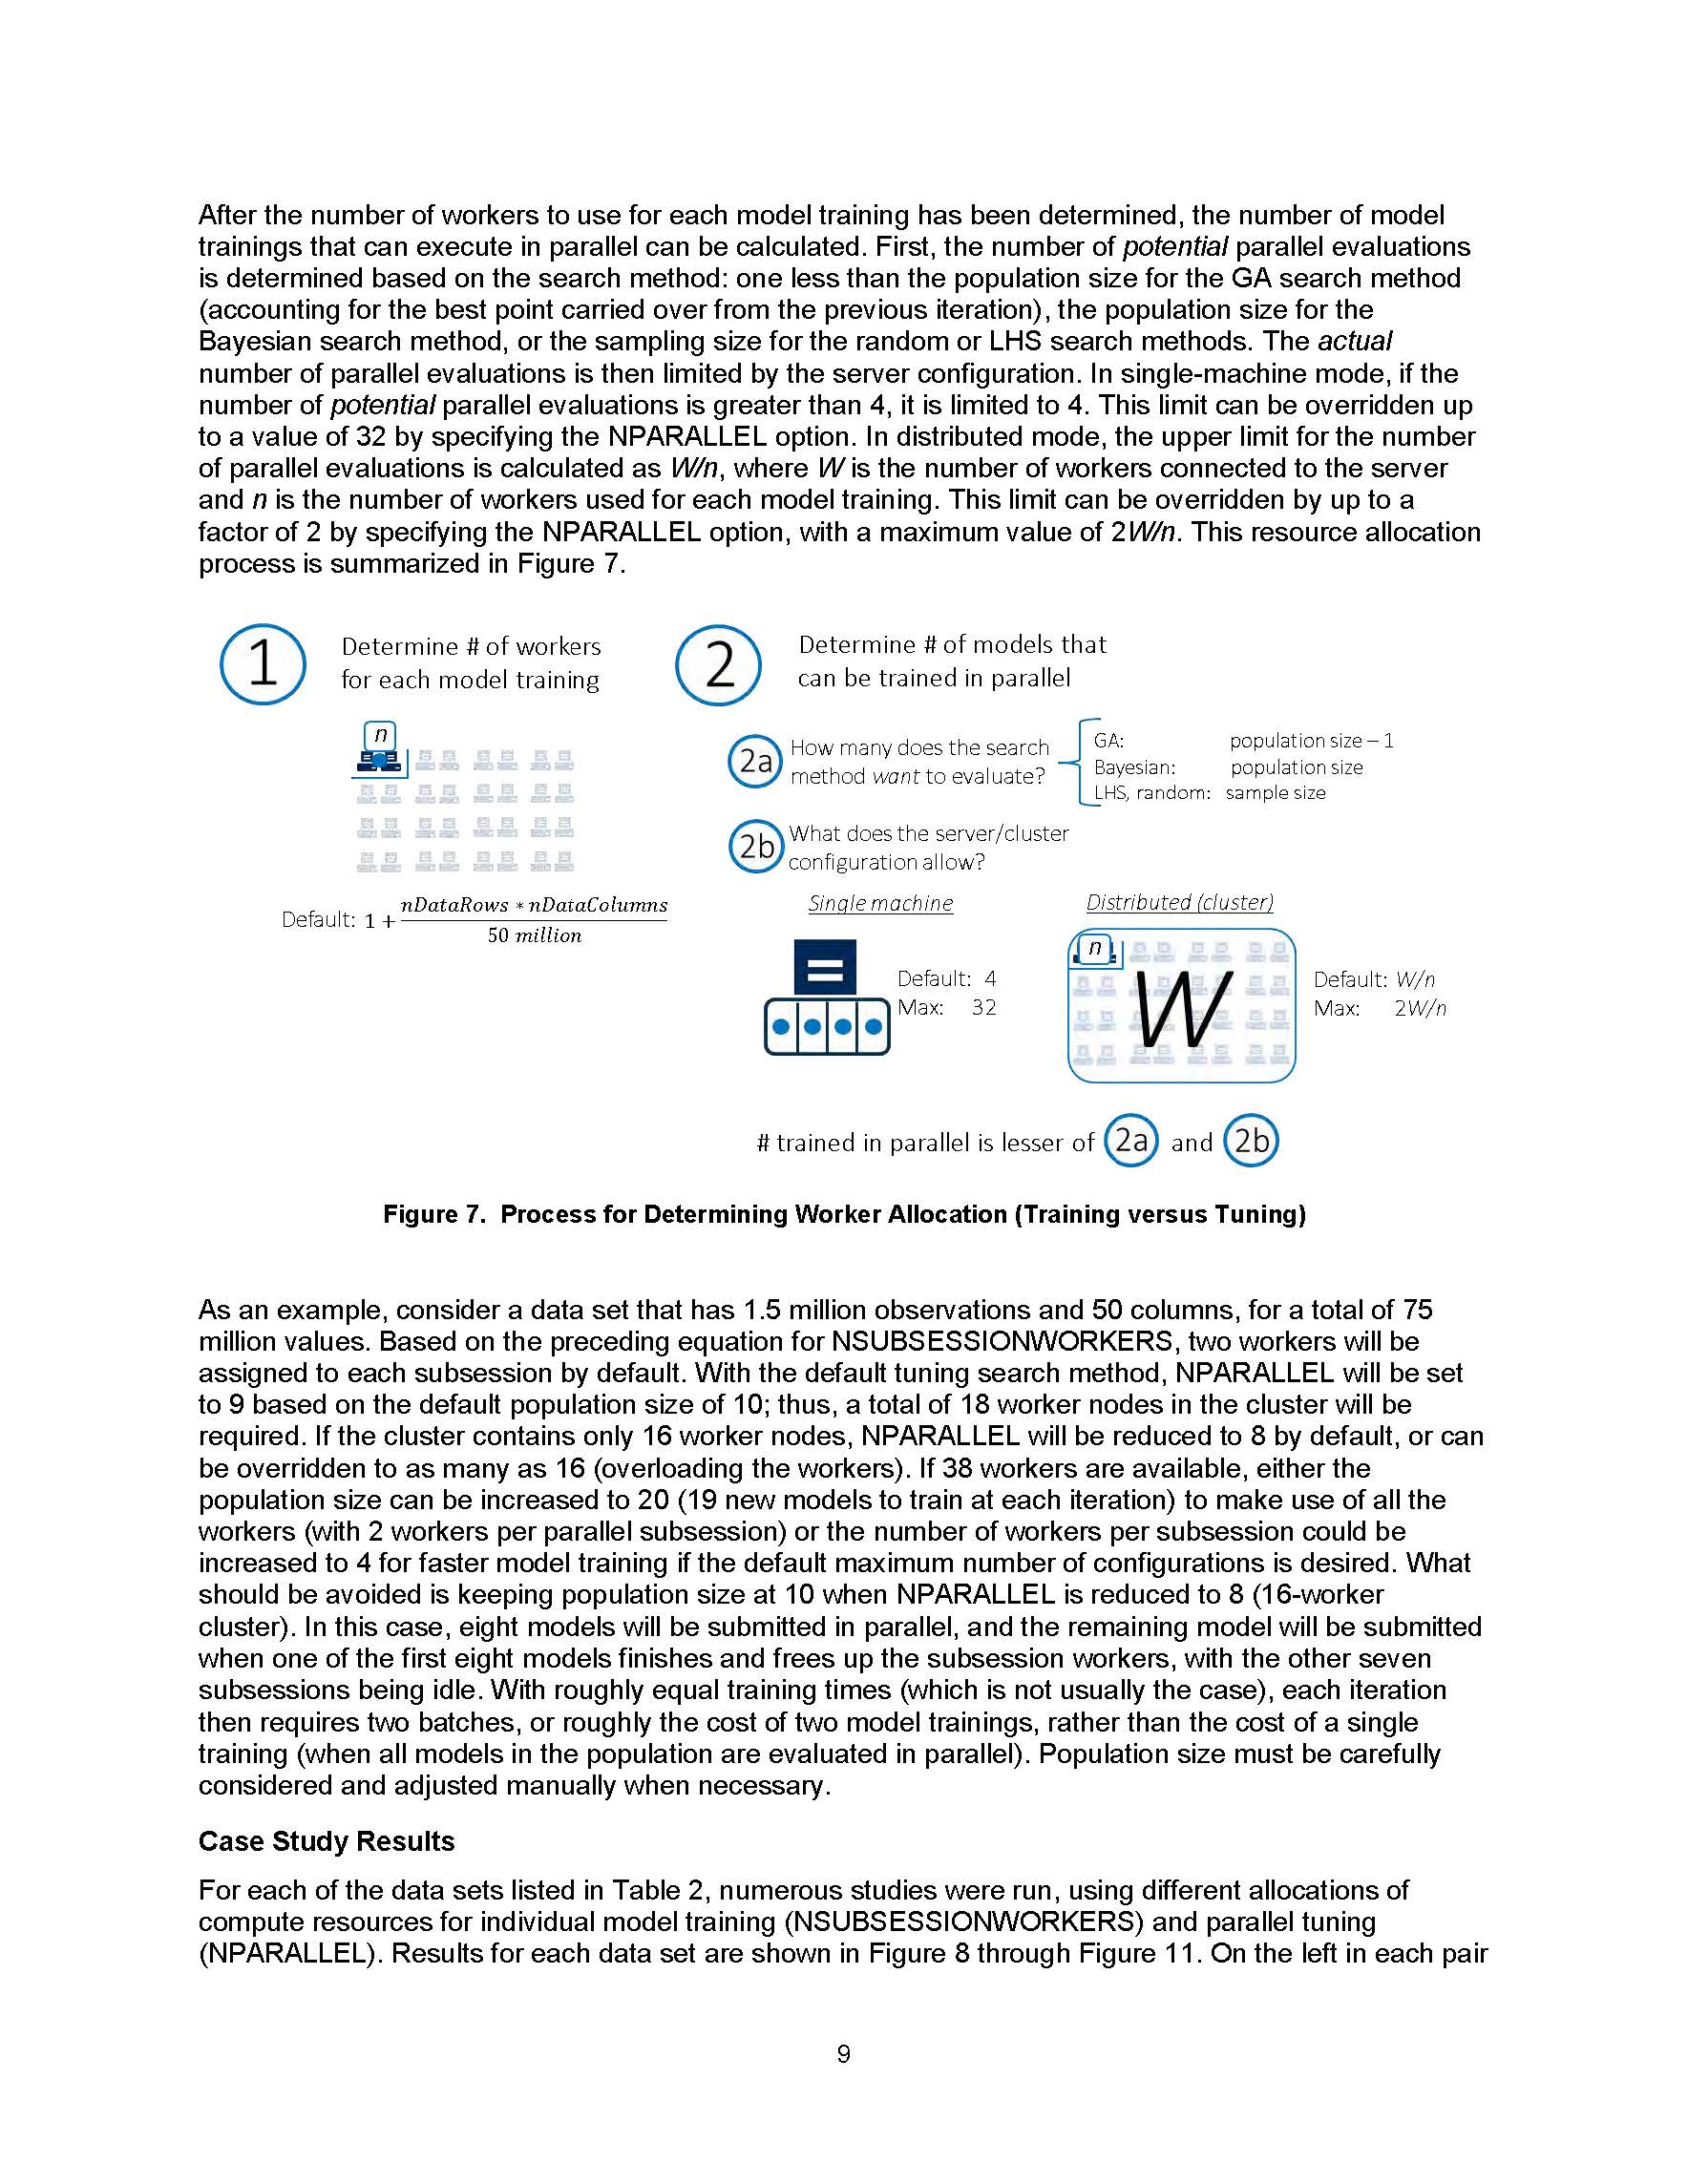 After the number of workers to use for each model training has been determined, the number of model
trainings that can execute in parallel can be calculated. First, the number of potential parallel evaluations
is determined based on the search method: one less than the population size for the GA search method
(accounting for the best point carried over from the previous iteration), the population size for the
Bayesian search method, or the sampling size for the random or LHS search methods. The actual
number of parallel evaluations is then limited by the server configuration. In single-machine mode, if the
number of potential parallel evaluations is greater than 4, it is limited to 4. This limit can be overridden up
to a value of 32 by specifying the NPARALLEL option. In distributed mode, the upper limit for the number
of parallel evaluations is calculated as W/n, where W is the number of workers connected to the server
and n is the number of workers used for each model training. This limit can be overridden by up to a
factor of 2 by specifying the NPARALLEL option, with a maximum value of 2W/n. This resource allocation
process is summarized in Figure 7.
1
Determine # of workers
for each model training
n
Default: 1 + nDataRows * nDataColumns
50 million
2
Determine # of models that
can be trained in parallel
2a
How many does the search
method want to evaluate?
GA: population size – 1
Bayesian: population size
LHS, random: sample size
2b
What does the server/cluster
configuration allow?
Single machine
Default: 4
Max: 32
Distributed (cluster)
n
W
Default: W/n
Max: 2W/n
# trained in parallel is lesser of 2a and 2b
Figure 7. Process for Determining Worker Allocation (Training versus Tuning)
As an example, consider a data set that has 1.5 million observations and 50 columns, for a total of 75
million values. Based on the preceding equation for NSUBSESSIONWORKERS, two workers will be
assigned to each subsession by default. With the default tuning search method, NPARALLEL will be set
to 9 based on the default population size of 10; thus, a total of 18 worker nodes in the cluster will be
required. If the cluster contains only 16 worker nodes, NPARALLEL will be reduced to 8 by default, or can
be overridden to as many as 16 (overloading the workers). If 38 workers are available, either the
population size can be increased to 20 (19 new models to train at each iteration) to make use of all the
workers (with 2 workers per parallel subsession) or the number of workers per subsession could be
increased to 4 for faster model training if the default maximum number of configurations is desired. What
should be avoided is keeping population size at 10 when NPARALLEL is reduced to 8 (16-worker
cluster). In this case, eight models will be submitted in parallel, and the remaining model will be submitted
when one of the first eight models finishes and frees up the subsession workers, with the other seven
subsessions being idle. With roughly equal training times (which is not usually the case), each iteration
then requires two batches, or roughly the cost of two model trainings, rather than the cost of a single
training (when all models in the population are evaluated in parallel). Population size must be carefully
considered and adjusted manually when necessary.
Case Study Results
For each of the data sets listed in Table 2, numerous studies were run, using different allocations of
compute resources for individual model training (NSUBSESSIONWORKERS) and parallel tuning
(NPARALLEL). Results for each data set are shown in Figure 8 through Figure 11. On the left in each pair
9